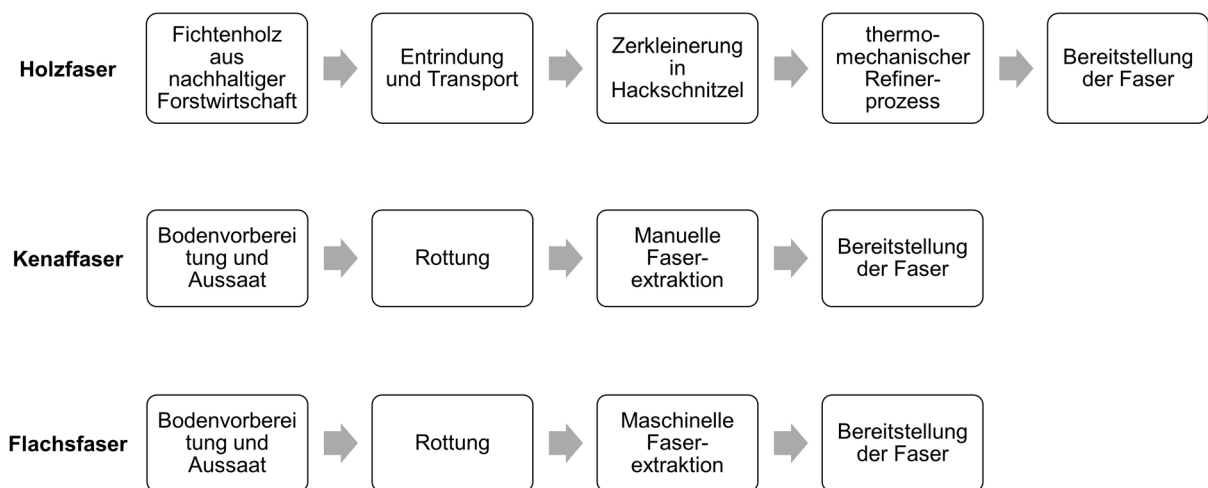 Holzfaser
Fichtenholz
aus
nachhaltiger
Forstwirtschaft
Entrindung
und Transport
Zerkleinerung
in
Hackschnitzel
thermo-
mechanischer
Refiner-
prozess
Bereitstellung
der Faser
Kenaffaser
Bodenvorberei
tung und
Aussaat
Rottung
Manuelle
Faser-
extraktion
Bereitstellung
der Faser
Flachsfaser
Bodenvorberei
tung und
Aussaat
Rottung
Maschinelle
Faser-
extraktion
Bereitstellung
der Faser